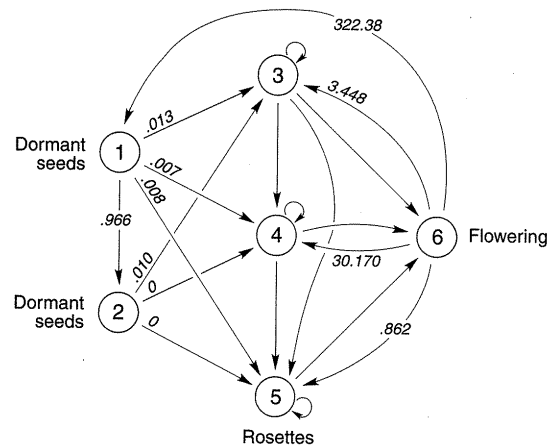 322.38
3
3.448
.013
Dormant
seeds
1
.007
.008
.966
4
6
Flowering
30.170
.010
Dormant
seeds
2
0
0
.862
5
Rosettes